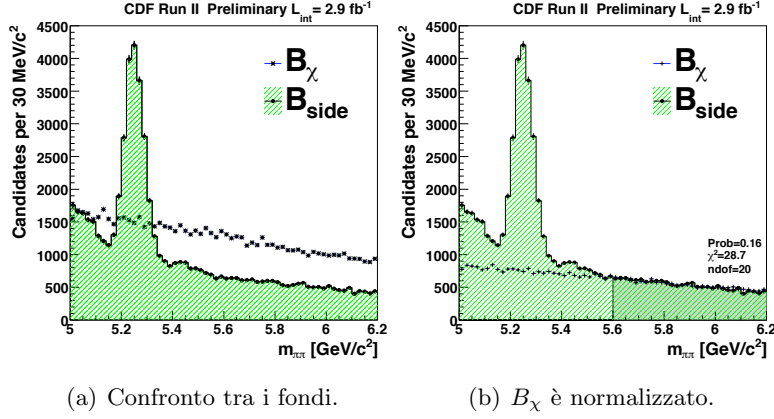 CDF Run II Preliminary L_int = 2.9 fb⁻¹
Candidates per 30 MeV/c²
4500
4000
3500
3000
2500
2000
1500
1000
500
0
B_χ
B_side
5 5.2 5.4 5.6 5.8 6 6.2
m_ππ [GeV/c²]
(a) Confronto tra i fondi.
CDF Run II Preliminary L_int = 2.9 fb⁻¹
Candidates per 30 MeV/c²
4500
4000
3500
3000
2500
2000
1500
1000
500
0
B_χ
B_side
Prob=0.16
χ²=28.7
ndof=20
5 5.2 5.4 5.6 5.8 6 6.2
m_ππ [GeV/c²]
(b) B_χ è normalizzato.